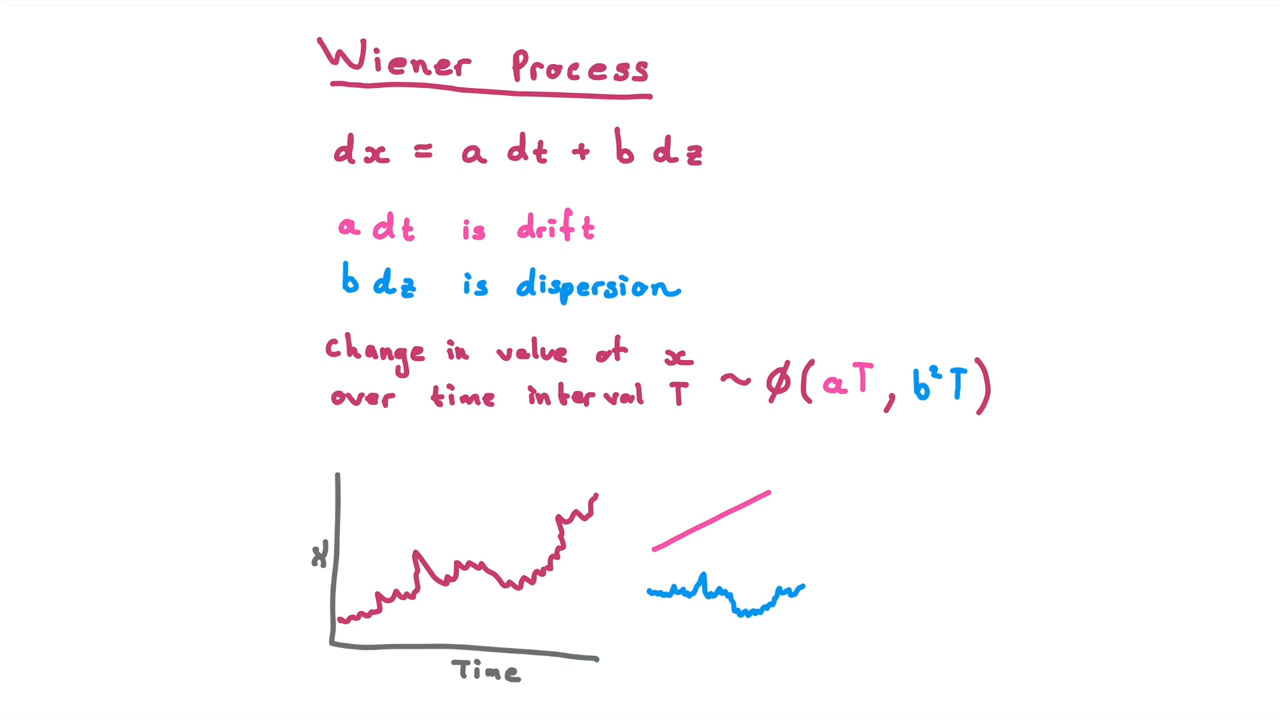 Wiener Process
dx = a dt + b dz
a dt is drift
b dz is dispersion
Change in value of x
over time interval T ~ ϕ(aT, b²T)
x
Time